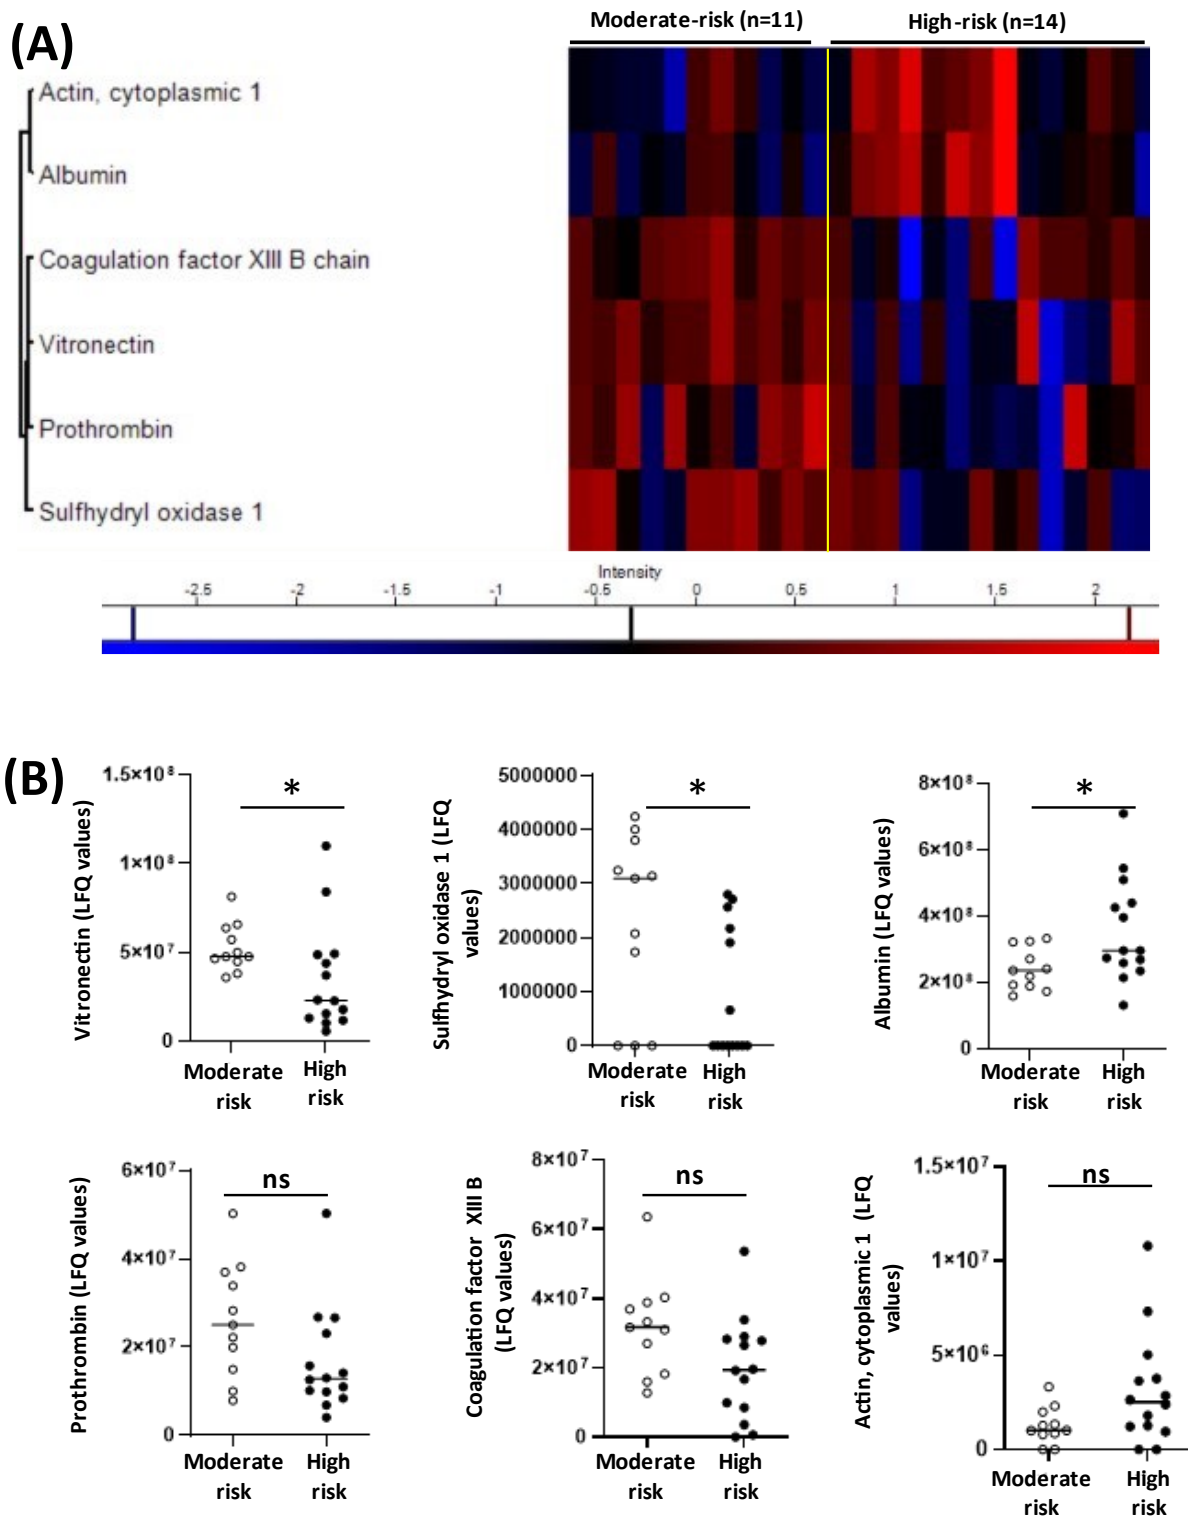 (A)
Moderate-risk (n=11) High-risk (n=14)
Actin, cytoplasmic 1
Albumin
Coagulation factor XIII B chain
Vitronectin
Prothrombin
Sulfhydryl oxidase 1
Intensity
-2.5 -2 -1.5 -1 -0.5 0 0.5 1 1.5 2
(B)
Vitronectin (LFQ values)
1.5×10⁸
1×10⁸
5×10⁷
0
*
Moderate risk
High risk
Sulfhydryl oxidase 1 (LFQ
values)
5000000
4000000
3000000
2000000
1000000
0
*
Moderate risk
High risk
Albumin (LFQ values)
8×10⁸
6×10⁸
4×10⁸
2×10⁸
0
*
Moderate risk
High risk
Prothrombin (LFQ values)
6×10⁷
4×10⁷
2×10⁷
0
ns
Moderate risk
High risk
Coagulation factor XIII B
(LFQ values)
8×10⁷
6×10⁷
4×10⁷
2×10⁷
0
ns
Moderate risk
High risk
Actin, cytoplasmic 1 (LFQ
values)
1.5×10⁷
1×10⁷
5×10⁶
0
ns
Moderate risk
High risk